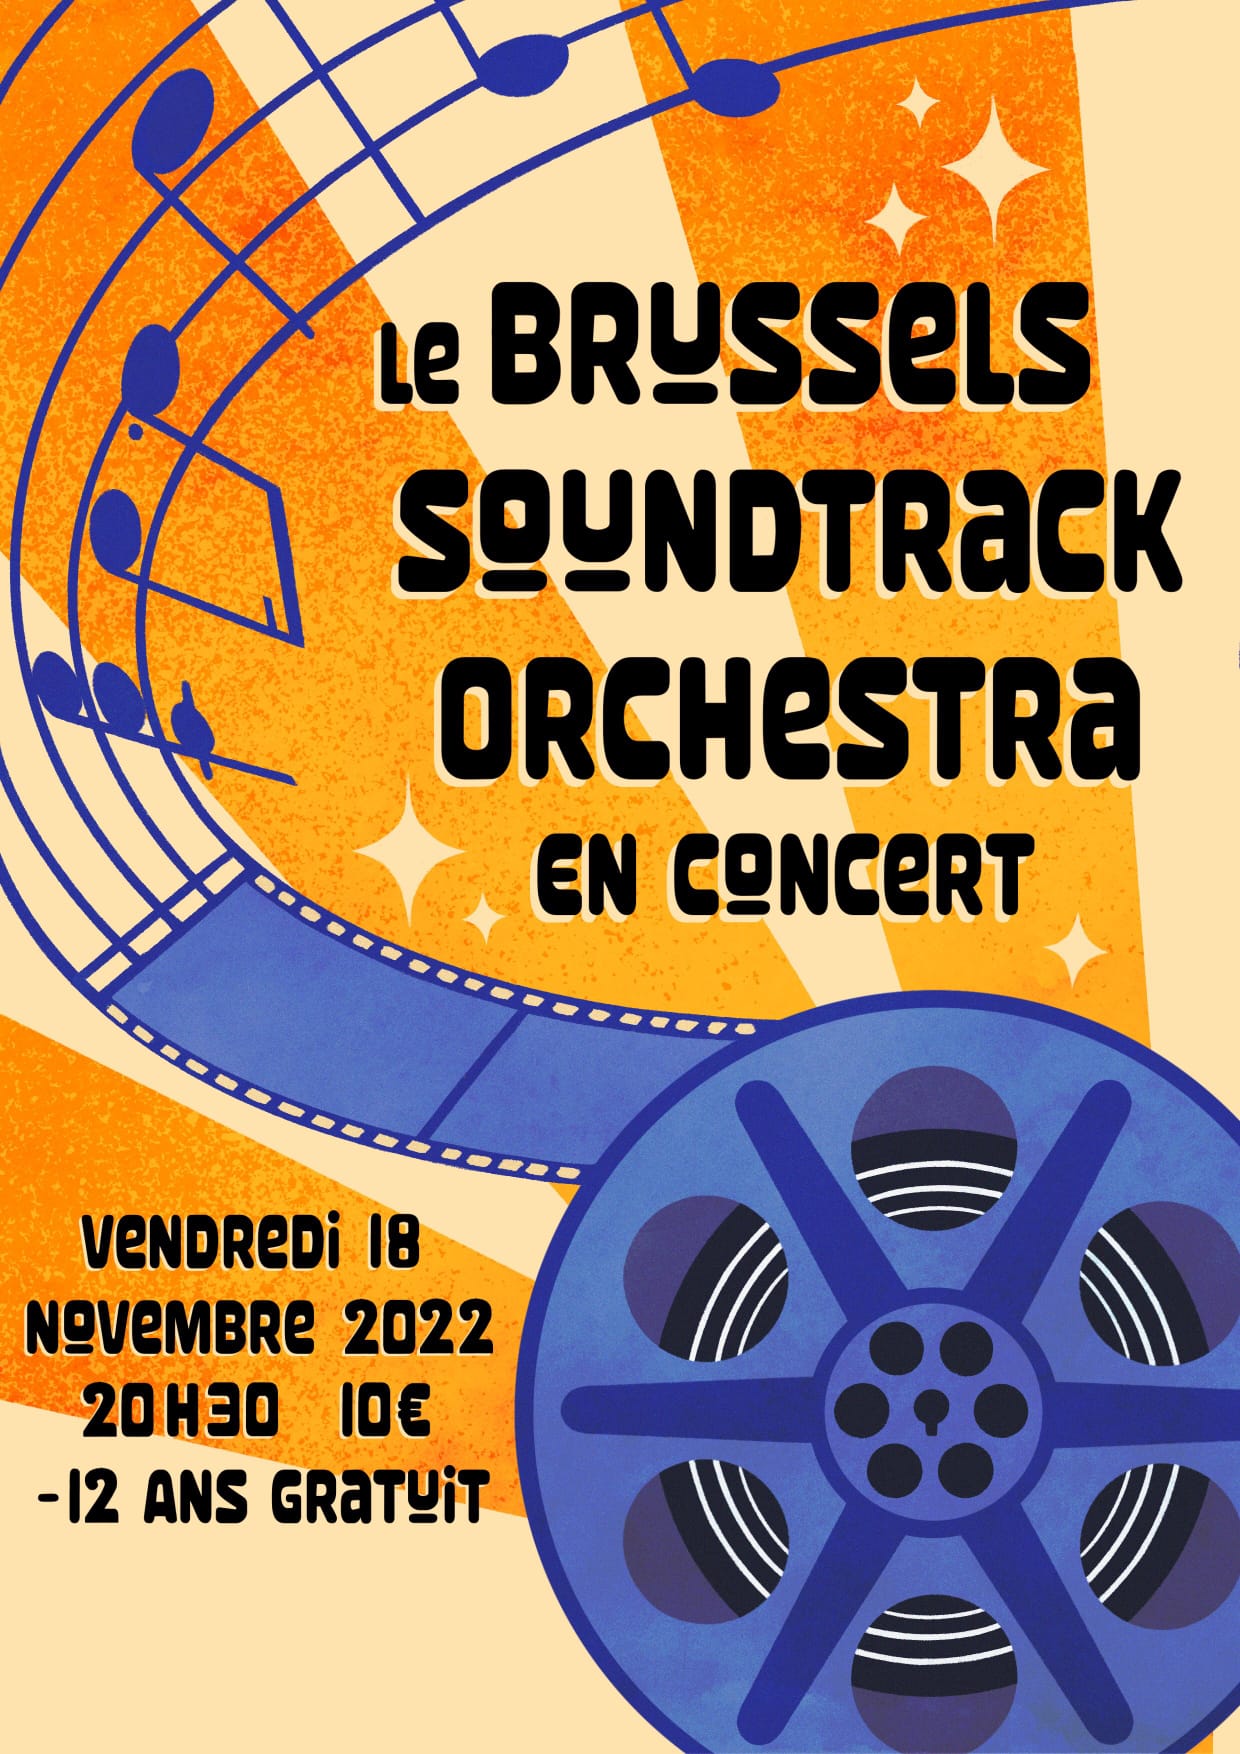 Le BRUSSELS
SOUNDTRACK
ORCHESTRA
EN CONCERT
VENDREDI 18
NOVEMBRE 2022
20H30 10€
-12 ANS GRATUIT